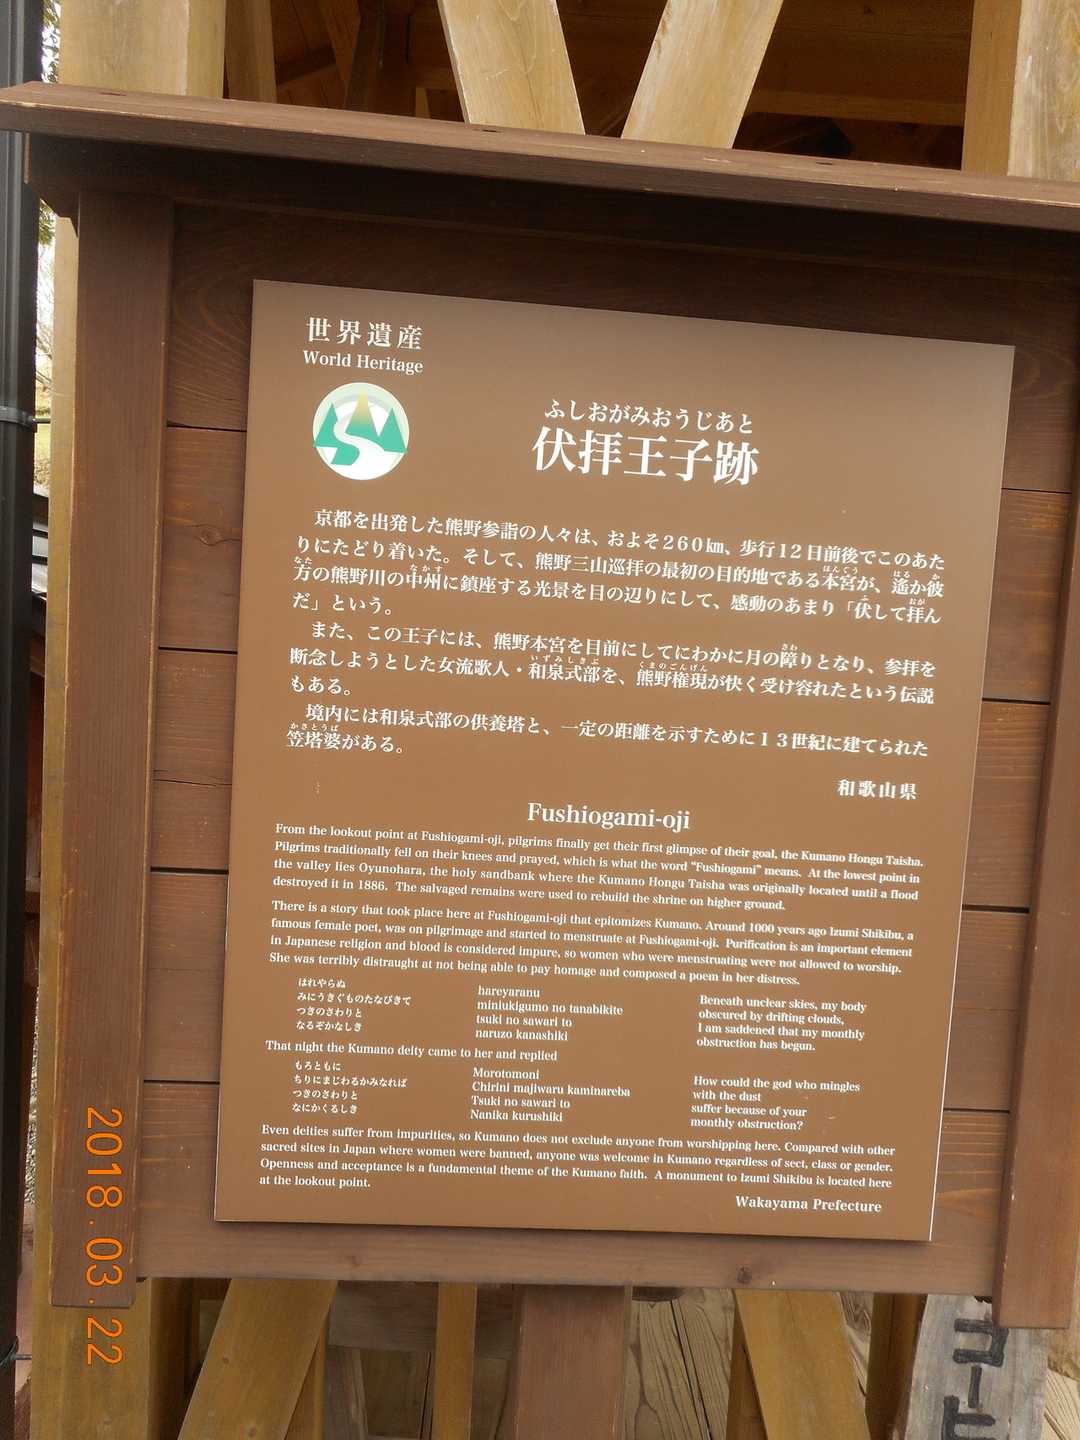 世界遺産
World Heritage
ふしおがみおうじあと
伏拝王子跡
京都を出発した熊野参詣の人々は、およそ260㎞、歩行12日前後でこのあた
りにたどり着いた。そして、熊野三山巡拝の最初の目的地である本宮が、遙か彼
方の熊野川の中州に鎮座する光景を目の辺りにして、感動のあまり「伏して拝ん
だ」という。
また、この王子には、熊野本宮を目前にしてにわかに月の障りとなり、参拝を
断念しようとした女流歌人・和泉式部を、熊野権現が快く受け容れたという伝説
もある。
境内には和泉式部の供養塔と、一定の距離を示すために13世紀に建てられた
笠塔婆がある。
和歌山県
Fushiogami-oji
From the lookout point at Fushiogami-oji, pilgrims finally get their first glimpse of their goal, the Kumano Hongu Taisha.
Pilgrims traditionally fell on their knees and prayed, which is what the word "Fushiogami" means. At the lowest point in
the valley lies Oyunohara, the holy sandbank where the Kumano Hongu Taisha was originally located until a flood
destroyed it in 1886. The salvaged remains were used to rebuild the shrine on higher ground.
There is a story that took place here at Fushiogami-oji that epitomizes Kumano. Around 1000 years ago Izumi Shikibu, a
famous female poet, was on pilgrimage and started to menstruate at Fushiogami-oji. Purification is an important element
in Japanese religion and blood is considered impure, so women who were menstruating were not allowed to worship.
She was terribly distraught at not being able to pay homage and composed a poem in her distress.
はれやらぬ
みにうきぐものたなびきて
つきのさわりと
なるぞかなしき
hareyaranu
miniukigumo no tanabikite
tsuki no sawari to
naruzo kanashiki
Beneath unclear skies, my body
obscured by drifting clouds,
I am saddened that my monthly
obstruction has begun.
That night the Kumano deity came to her and replied
もろともに
ちりにまじわるかみなれば
つきのさわりと
なにかくるしき
Morotomoni
Chirini majiwaru kaminareba
Tsuki no sawari to
Nanika kurushiki
How could the god who mingles
with the dust
suffer because of your
monthly obstruction?
Even deities suffer from impurities, so Kumano does not exclude anyone from worshipping here. Compared with other
sacred sites in Japan where women were banned, anyone was welcome in Kumano regardless of sect, class or gender.
Openness and acceptance is a fundamental theme of the Kumano faith. A monument to Izumi Shikibu is located here
at the lookout point.
Wakayama Prefecture
コーヒ
2018.03.22